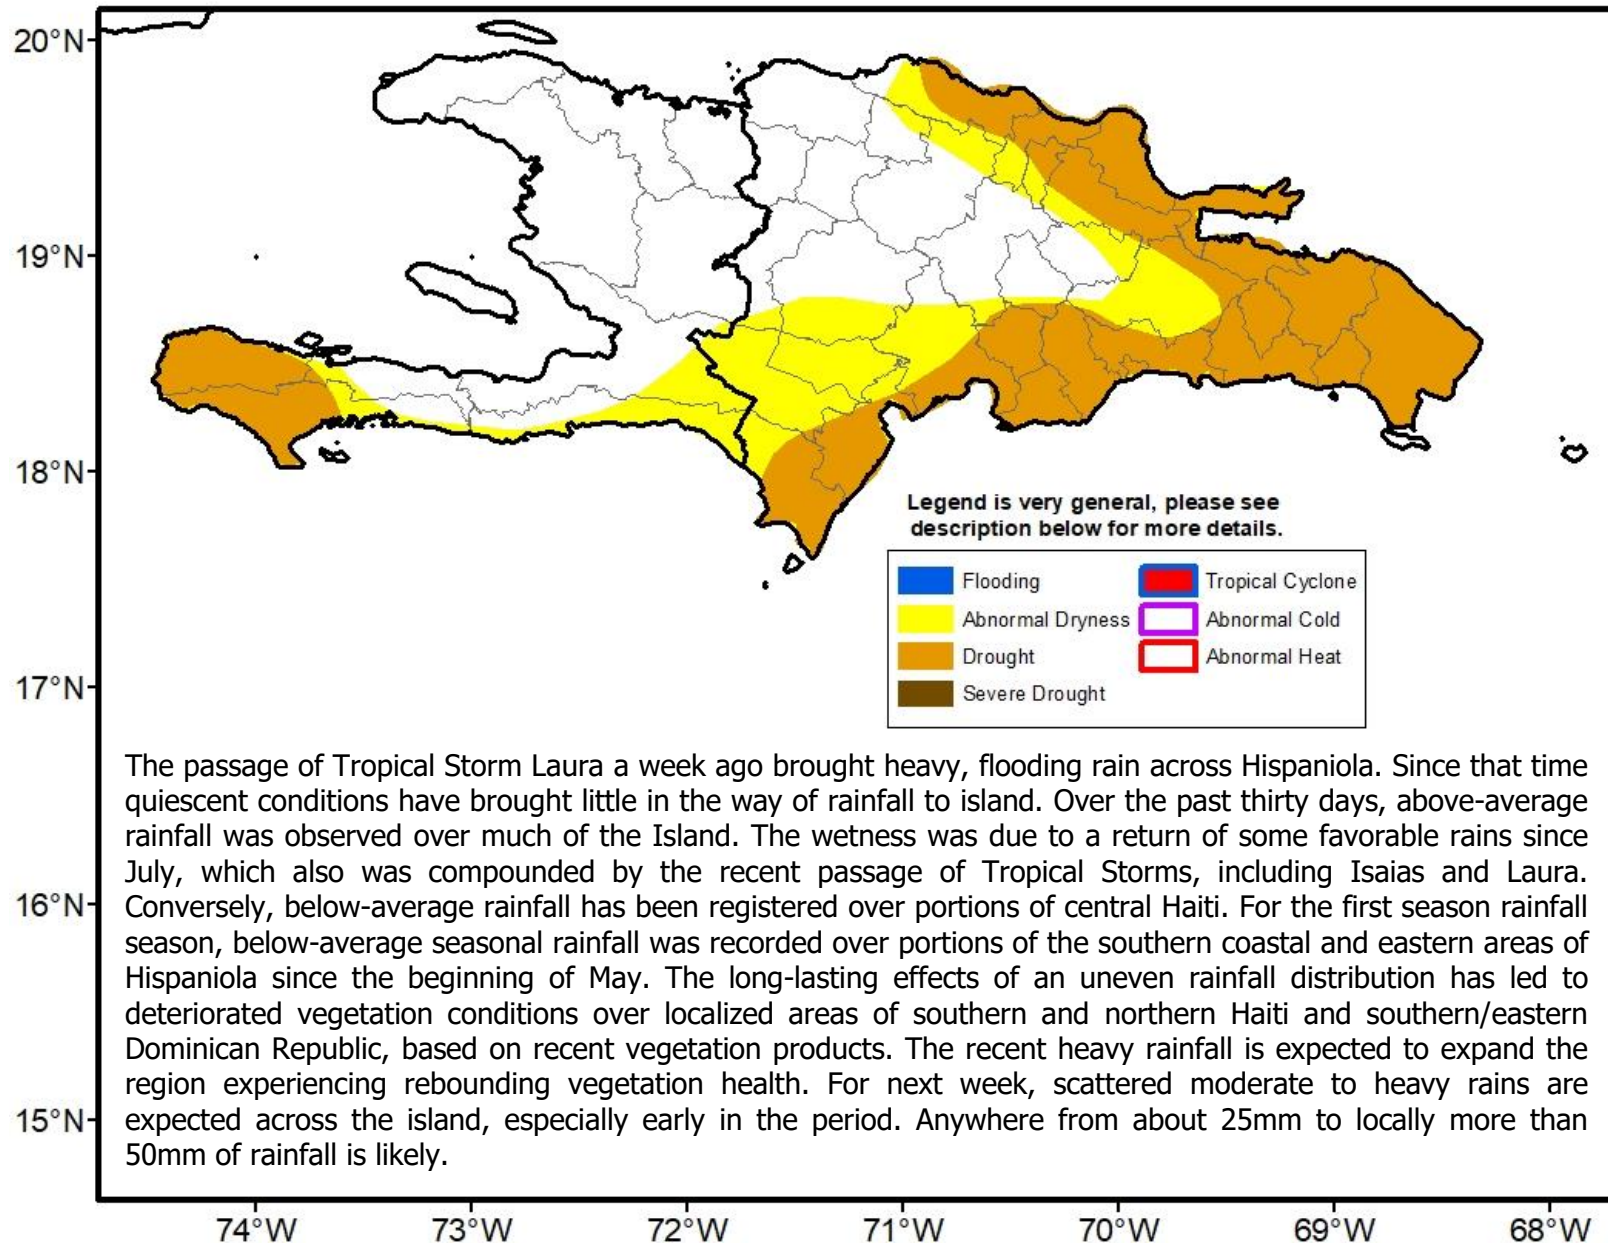 20°N
19°N
18°N
17°N
16°N
15°N
Legend is very general, please see
description below for more details.
Flooding
Tropical Cyclone
Abnormal Dryness
Abnormal Cold
Drought
Abnormal Heat
Severe Drought
The passage of Tropical Storm Laura a week ago brought heavy, flooding rain across Hispaniola. Since that time
quiescent conditions have brought little in the way of rainfall to island. Over the past thirty days, above-average
rainfall was observed over much of the Island. The wetness was due to a return of some favorable rains since
July, which also was compounded by the recent passage of Tropical Storms, including Isaias and Laura.
Conversely, below-average rainfall has been registered over portions of central Haiti. For the first season rainfall
season, below-average seasonal rainfall was recorded over portions of the southern coastal and eastern areas of
Hispaniola since the beginning of May. The long-lasting effects of an uneven rainfall distribution has led to
deteriorated vegetation conditions over localized areas of southern and northern Haiti and southern/eastern
Dominican Republic, based on recent vegetation products. The recent heavy rainfall is expected to expand the
region experiencing rebounding vegetation health. For next week, scattered moderate to heavy rains are
expected across the island, especially early in the period. Anywhere from about 25mm to locally more than
50mm of rainfall is likely.
74°W
73°W
72°W
71°W
70°W
69°W
68°W